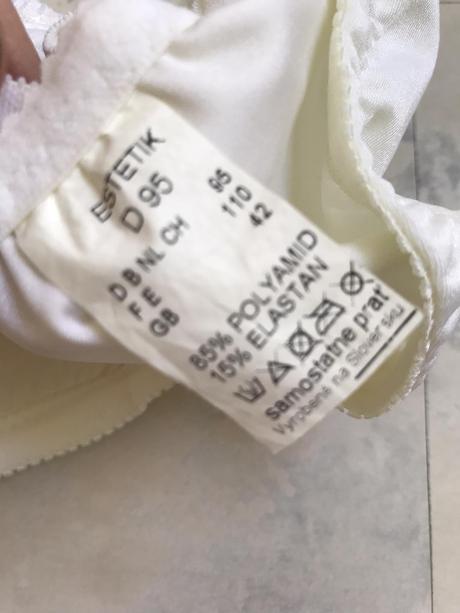 ESTETIK
D 95
D B NL CH 95
F E 110
GB 42
85% POLYAMID
15% ELASTAN
samostatne prať
Vyrobené na Slovensku